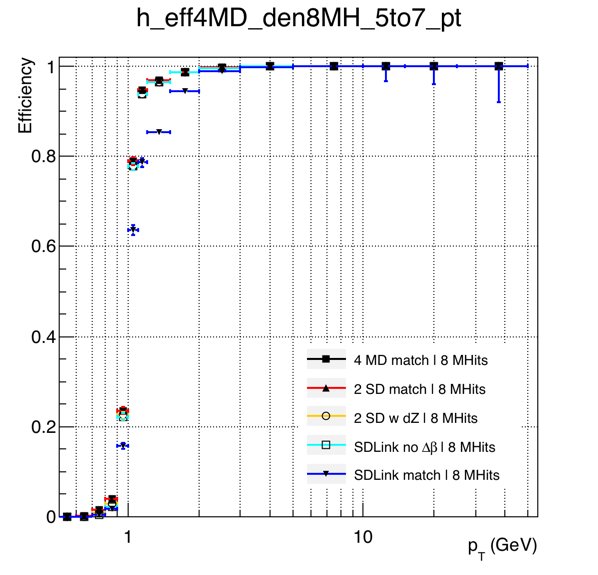 h_eff4MD_den8MH_5to7_pt
Efficiency
1
0.8
0.6
0.4
0.2
0
4 MD match | 8 MHits
2 SD match | 8 MHits
2 SD w dZ | 8 MHits
SDLink no Δβ | 8 MHits
SDLink match | 8 MHits
1
10
p_T (GeV)